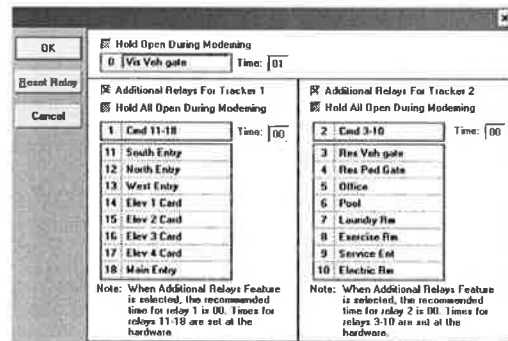 OK
Reset Relay
Cancel
Hold Open During Modeming
0 Vis Veh gate Time: 01
Additional Relays For Tracker 1
Hold All Open During Modeming
1 Cmd 11-18 Time: 00
11 South Entry
12 North Entry
13 West Entry
14 Elev 1 Card
15 Elev 2 Card
16 Elev 3 Card
17 Elev 4 Card
18 Main Entry
Note: When Additional Relays Feature
is selected, the recommended
time for relay 1 is 00. Times for
relays 11-18 are set at the
hardware.
Additional Relays For Tracker 2
Hold All Open During Modeming
2 Cmd 3-10 Time: 00
3 Res Veh gate
4 Res Ped Gate
5 Office
6 Pool
7 Laundry Rm
8 Exercise Rm
9 Service Ent
10 Electric Rm
Note: When Additional Relays Feature
is selected, the recommended
time for relay 2 is 00. Times for
relays 3-10 are set at the
hardware.